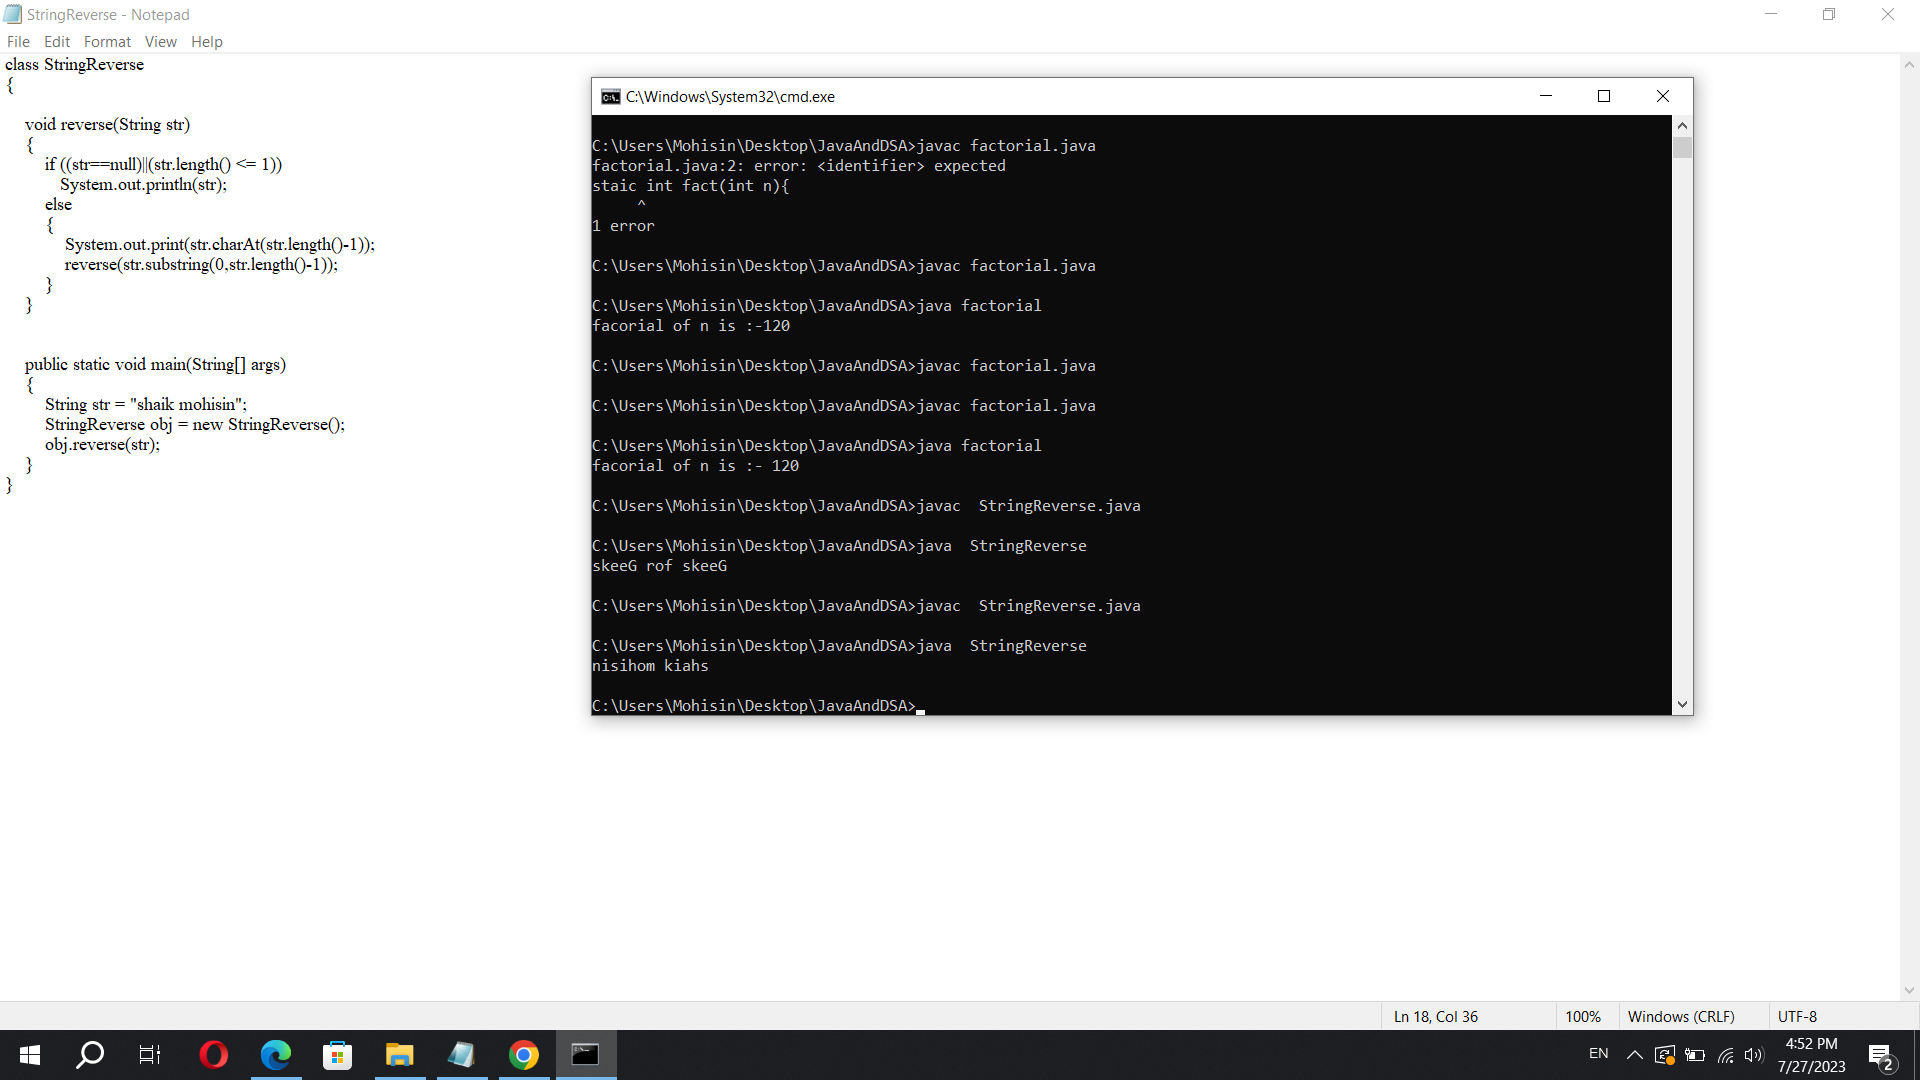 StringReverse - Notepad
File Edit Format View Help
class StringReverse
{
void reverse(String str)
{
if ((str==null)||(str.length() <= 1))
System.out.println(str);
else
{
System.out.print(str.charAt(str.length()-1));
reverse(str.substring(0,str.length()-1));
}
}
public static void main(String[] args)
{
String str = "shaik mohisin";
StringReverse obj = new StringReverse();
obj.reverse(str);
}
}
C:\Windows\System32\cmd.exe
C:\Users\Mohisin\Desktop\JavaAndDSA>javac factorial.java
factorial.java:2: error: <identifier> expected
staic int fact(int n){
^
1 error
C:\Users\Mohisin\Desktop\JavaAndDSA>javac factorial.java
C:\Users\Mohisin\Desktop\JavaAndDSA>java factorial
facorial of n is :-120
C:\Users\Mohisin\Desktop\JavaAndDSA>javac factorial.java
C:\Users\Mohisin\Desktop\JavaAndDSA>javac factorial.java
C:\Users\Mohisin\Desktop\JavaAndDSA>java factorial
facorial of n is :- 120
C:\Users\Mohisin\Desktop\JavaAndDSA>javac  StringReverse.java
C:\Users\Mohisin\Desktop\JavaAndDSA>java  StringReverse
skeeG rof skeeG
C:\Users\Mohisin\Desktop\JavaAndDSA>javac  StringReverse.java
C:\Users\Mohisin\Desktop\JavaAndDSA>java  StringReverse
nisihom kiahs
C:\Users\Mohisin\Desktop\JavaAndDSA>
Ln 18, Col 36 100% Windows (CRLF) UTF-8
EN
4:52 PM
7/27/2023
2